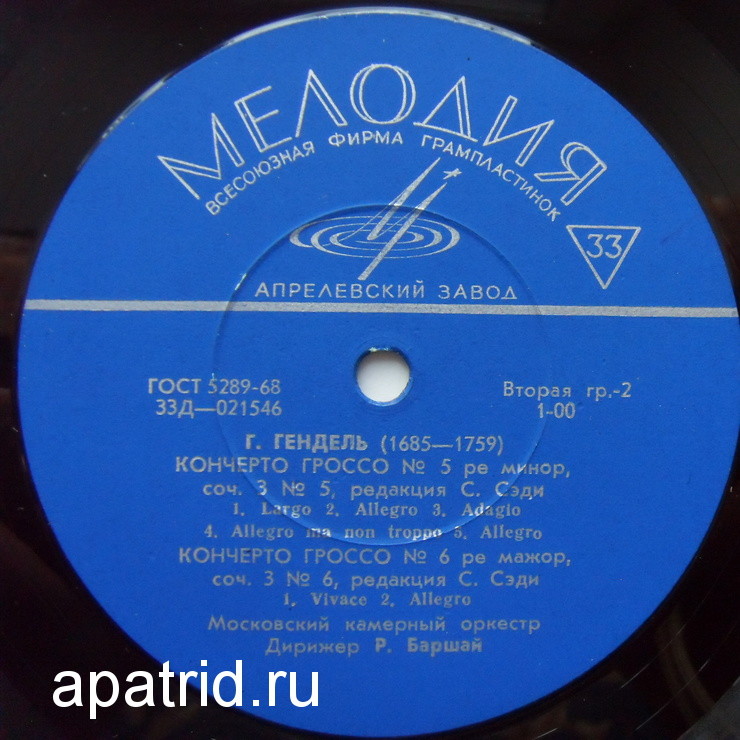 МЕЛОДИЯ
ВСЕСОЮЗНАЯ ФИРМА ГРАМПЛАСТИНОК
33
АПРЕЛЕВСКИЙ ЗАВОД
ГОСТ 5289-68
33Д—021546
Вторая гр.-2
1-00
Г. ГЕНДЕЛЬ (1685—1759)
КОНЧЕРТО ГРОССО № 5 ре минор,
соч. 3 № 5, редакция С. Сэди
1. Largo 2. Allegro 3. Adagio
4. Allegro ma non troppo 5. Allegro
КОНЧЕРТО ГРОССО № 6 ре мажор,
соч. 3 № 6, редакция С. Сэди
1. Vivace 2. Allegro
Московский камерный оркестр
Дирижер Р. Баршай
apatrid.ru